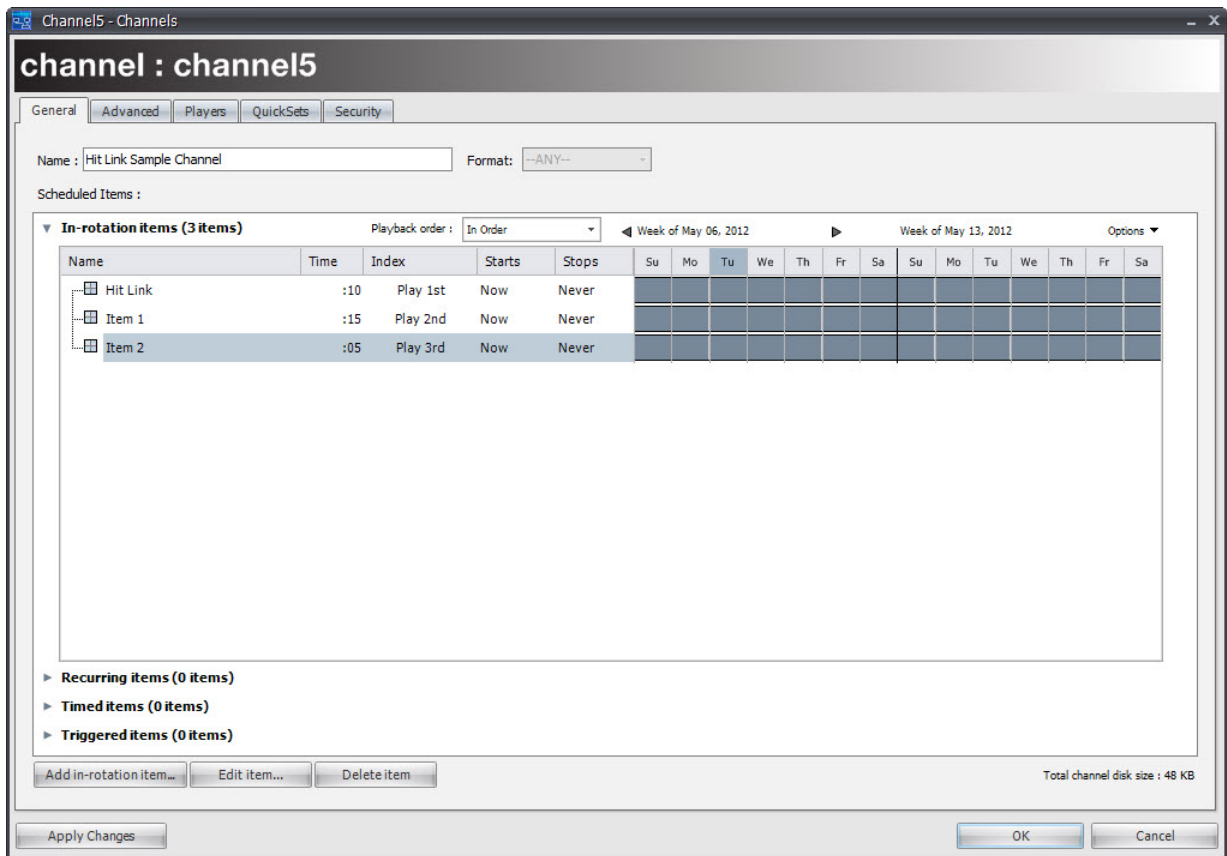 Channel5 - Channels
channel : channel5
General Advanced Players QuickSets Security
Name : Hit Link Sample Channel Format: --ANY--
Scheduled Items :
In-rotation items (3 items) Playback order : In Order Week of May 06, 2012 Week of May 13, 2012 Options
Name Time Index Starts Stops Su Mo Tu We Th Fr Sa Su Mo Tu We Th Fr Sa
Hit Link :10 Play 1st Now Never
Item 1 :15 Play 2nd Now Never
Item 2 :05 Play 3rd Now Never
Recurring items (0 items)
Timed items (0 items)
Triggered items (0 items)
Add in-rotation item... Edit item... Delete item Total channel disk size : 48 KB
Apply Changes OK Cancel